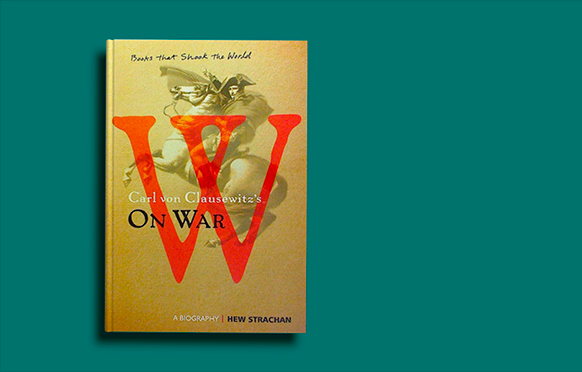 Books that Shook the World
W
Carl von Clausewitz's
ON WAR
A BIOGRAPHY | HEW STRACHAN